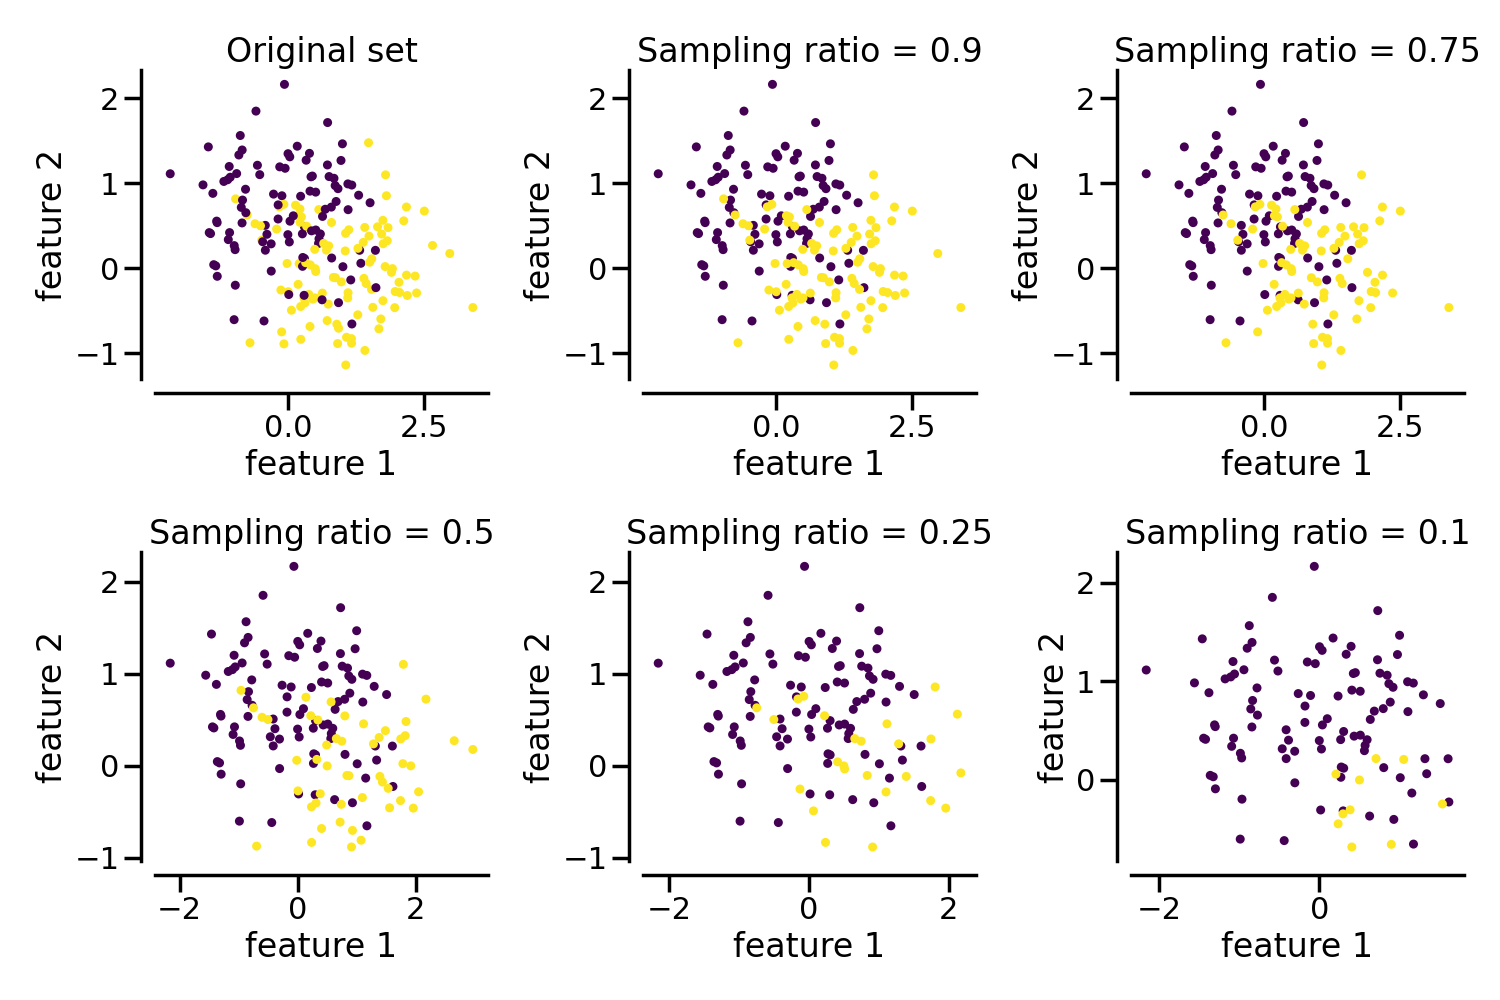 Original set
Sampling ratio = 0.9
Sampling ratio = 0.75
feature 2
2
1
0
−1
0.0
2.5
feature 1
feature 2
2
1
0
−1
0.0
2.5
feature 1
feature 2
2
1
0
−1
0.0
2.5
feature 1
Sampling ratio = 0.5
Sampling ratio = 0.25
Sampling ratio = 0.1
feature 2
2
1
0
−1
−2
0
2
feature 1
feature 2
2
1
0
−1
−2
0
2
feature 1
feature 2
2
1
0
−2
0
feature 1